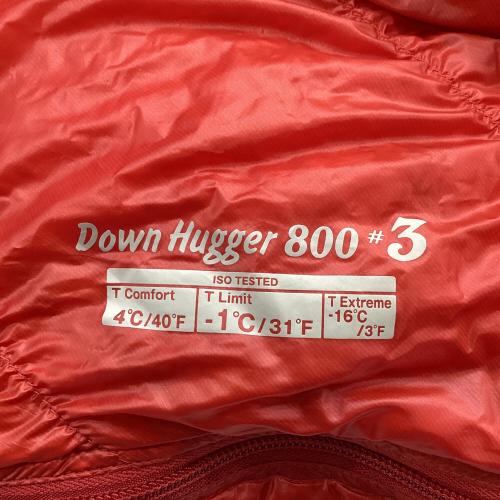 Down Hugger 800 #3
ISO TESTED
T Comfort T Limit T Extreme
4°C/40°F -1°C/31°F -16°C
/3°F